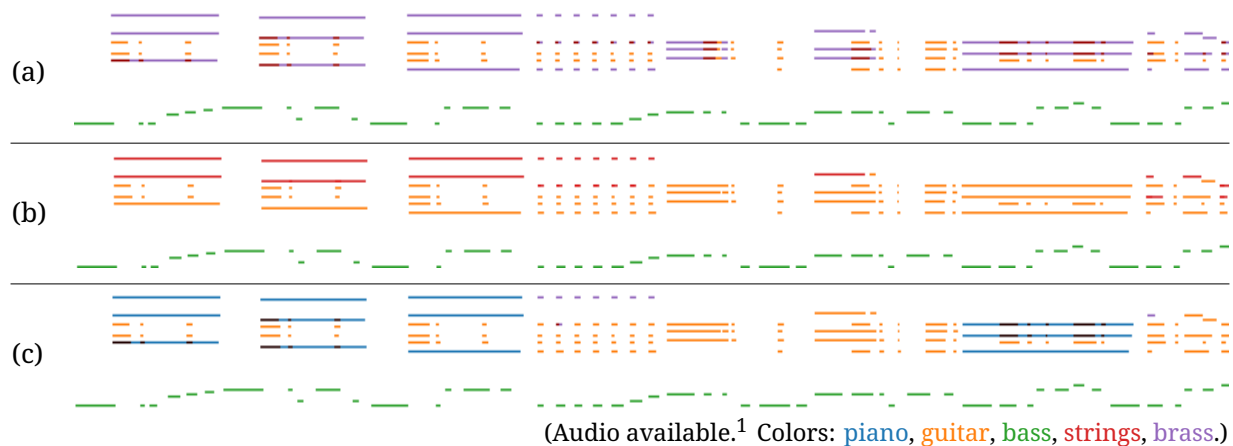 (a)
(b)
(c)
(Audio available.¹ Colors: piano, guitar, bass, strings, brass.)